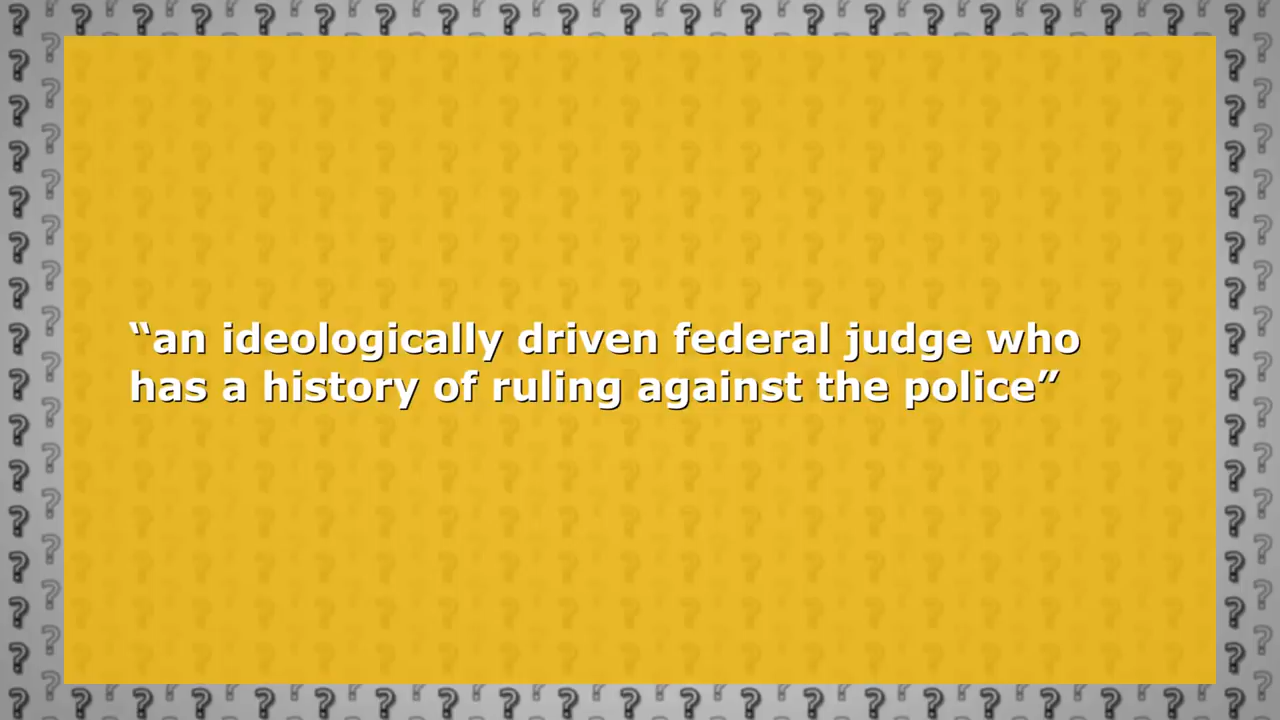 “an ideologically driven federal judge who
has a history of ruling against the police”